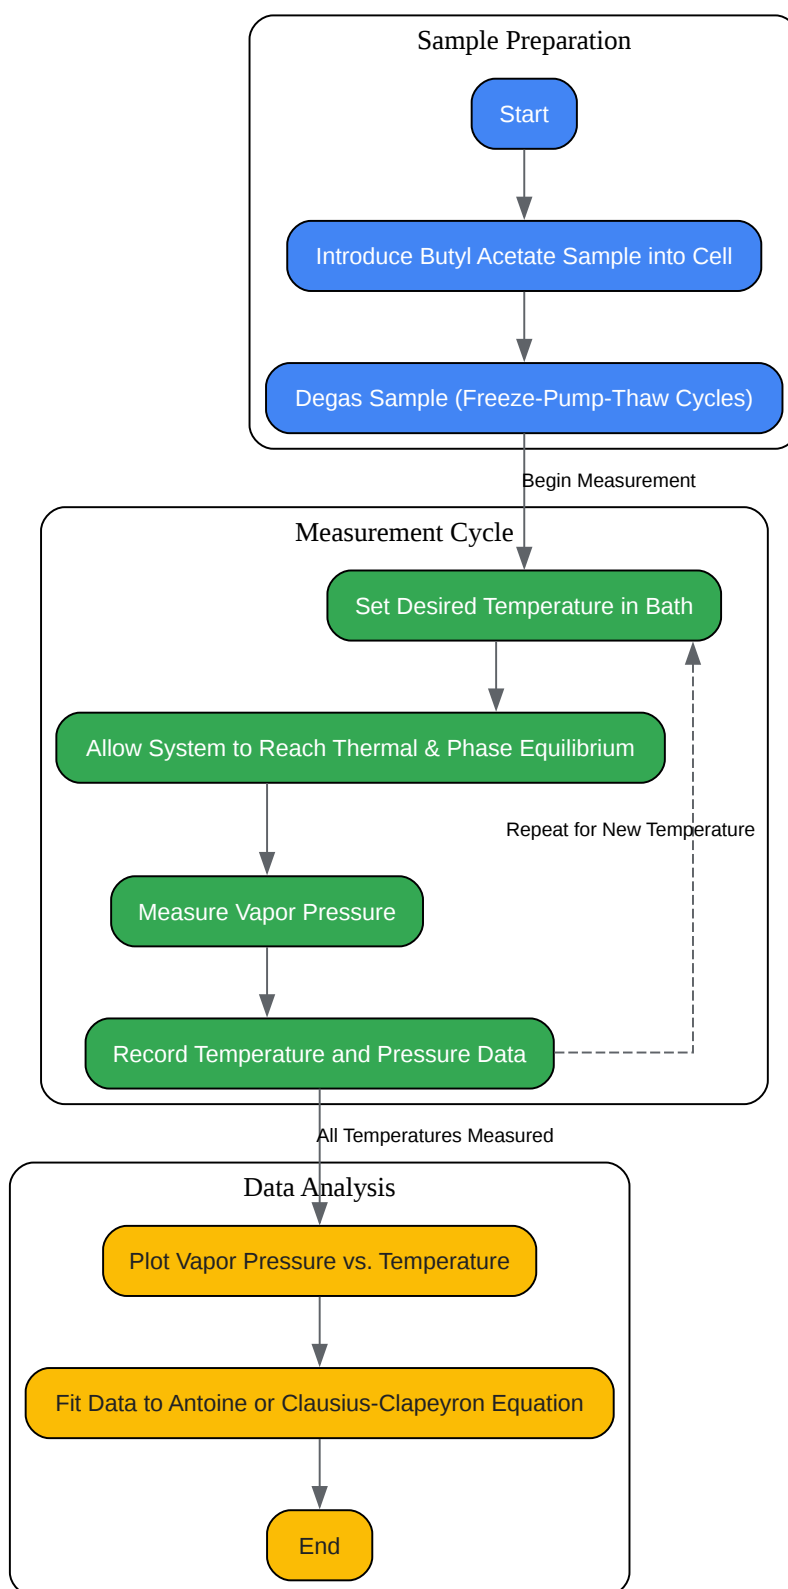 Sample Preparation
Start
Introduce Butyl Acetate Sample into Cell
Degas Sample (Freeze-Pump-Thaw Cycles)
Begin Measurement
Measurement Cycle
Set Desired Temperature in Bath
Allow System to Reach Thermal & Phase Equilibrium
Repeat for New Temperature
Measure Vapor Pressure
Record Temperature and Pressure Data
All Temperatures Measured
Data Analysis
Plot Vapor Pressure vs. Temperature
Fit Data to Antoine or Clausius-Clapeyron Equation
End